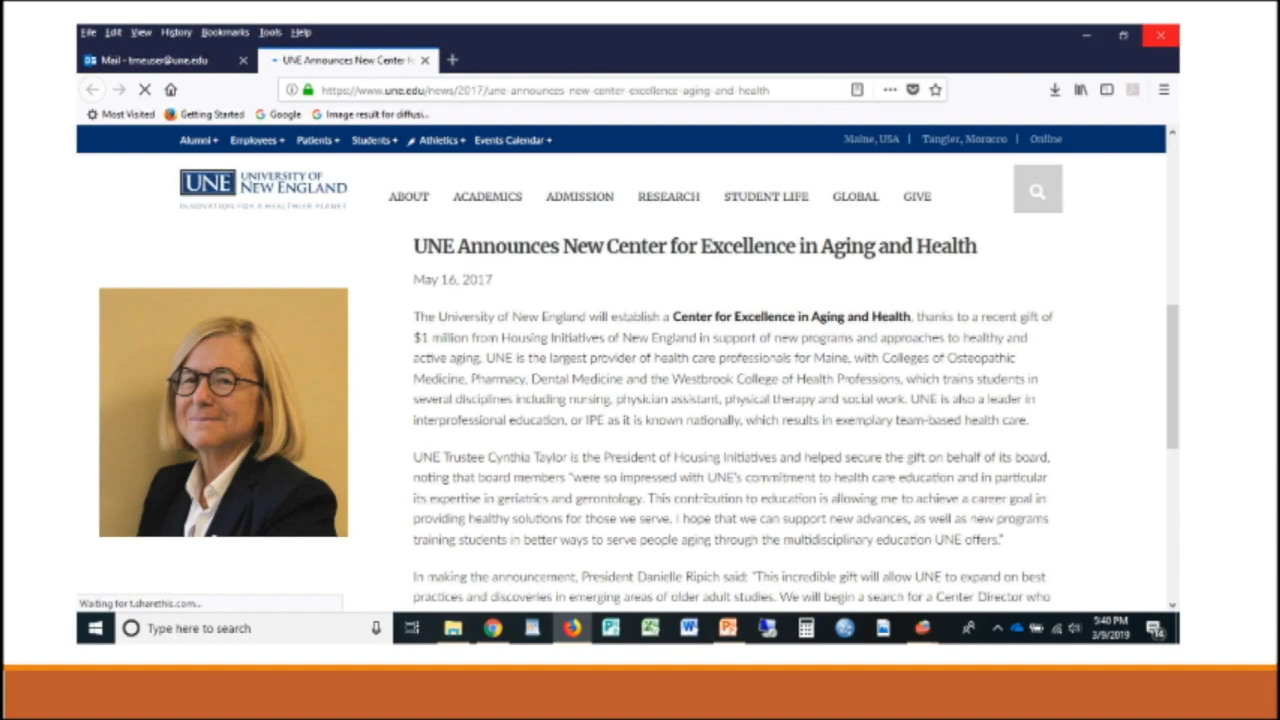 File Edit View History Bookmarks Tools Help
Mail - tmeuser@une.edu
UNE Announces New Center
https://www.une.edu/news/2017/une-announces-new-center-excellence-aging-and-health
Most Visited Getting Started Google Image result for diffusi...
Alumni + Employees + Patients + Students + Athletics + Events Calendar +
Maine, USA | Tangier, Morocco | Online
UNE UNIVERSITY OF
NEW ENGLAND
INNOVATION FOR A HEALTHIER PLANET
ABOUT ACADEMICS ADMISSION RESEARCH STUDENT LIFE GLOBAL GIVE
UNE Announces New Center for Excellence in Aging and Health
May 16, 2017
The University of New England will establish a Center for Excellence in Aging and Health, thanks to a recent gift of
$1 million from Housing Initiatives of New England in support of new programs and approaches to healthy and
active aging. UNE is the largest provider of health care professionals for Maine, with Colleges of Osteopathic
Medicine, Pharmacy, Dental Medicine and the Westbrook College of Health Professions, which trains students in
several disciplines including nursing, physician assistant, physical therapy and social work. UNE is also a leader in
interprofessional education, or IPE as it is known nationally, which results in exemplary team-based health care.
UNE Trustee Cynthia Taylor is the President of Housing Initiatives and helped secure the gift on behalf of its board,
noting that board members "were so impressed with UNE's commitment to health care education and in particular
its expertise in geriatrics and gerontology. This contribution to education is allowing me to achieve a career goal in
providing healthy solutions for those we serve. I hope that we can support new advances, as well as new programs
training students in better ways to serve people aging through the multidisciplinary education UNE offers."
In making the announcement, President Danielle Ripich said: "This incredible gift will allow UNE to expand on best
practices and discoveries in emerging areas of older adult studies. We will begin a search for a Center Director who
Waiting for t.sharethis.com...
Type here to search
5:40 PM
3/9/2019
14